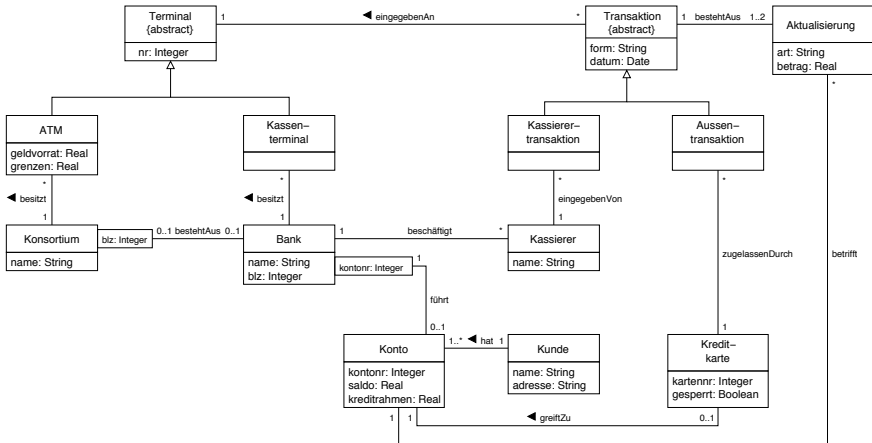 Terminal
{abstract}
nr: Integer
1
◀ eingegebenAn
*
Transaktion
{abstract}
form: String
datum: Date
1
bestehtAus
1..2
Aktualisierung
art: String
betrag: Real
*
ATM
geldvorrat: Real
grenzen: Real
Kassen−
terminal
Kassierer−
transaktion
Aussen−
transaktion
*
◀ besitzt
1
*
◀ besitzt
1
*
eingegebenVon
1
*
zugelassenDurch
1
betrifft
Konsortium
name: String
blz: Integer
0..1 bestehtAus 0..1
Bank
name: String
blz: Integer
1
beschäftigt
*
Kassierer
name: String
kontonr: Integer
1
führt
0..1
Konto
kontonr: Integer
saldo: Real
kreditrahmen: Real
1..* ◀ hat 1
Kunde
name: String
adresse: String
Kredit−
karte
kartennr: Integer
gesperrt: Boolean
1
1
◀ greiftZu
0..1